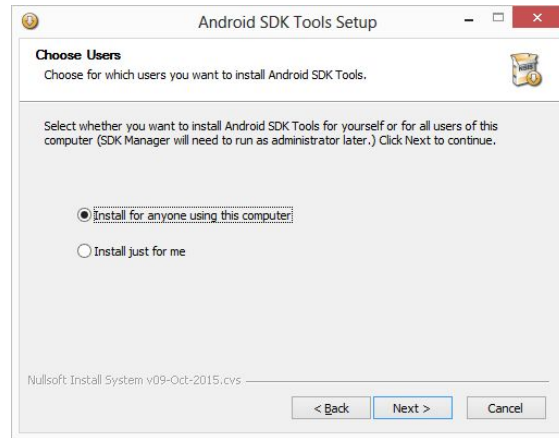 Android SDK Tools Setup
Choose Users
Choose for which users you want to install Android SDK Tools.
Select whether you want to install Android SDK Tools for yourself or for all users of this
computer (SDK Manager will need to run as administrator later.) Click Next to continue.
Install for anyone using this computer
Install just for me
Nullsoft Install System v09-Oct-2015.cvs
< Back Next > Cancel